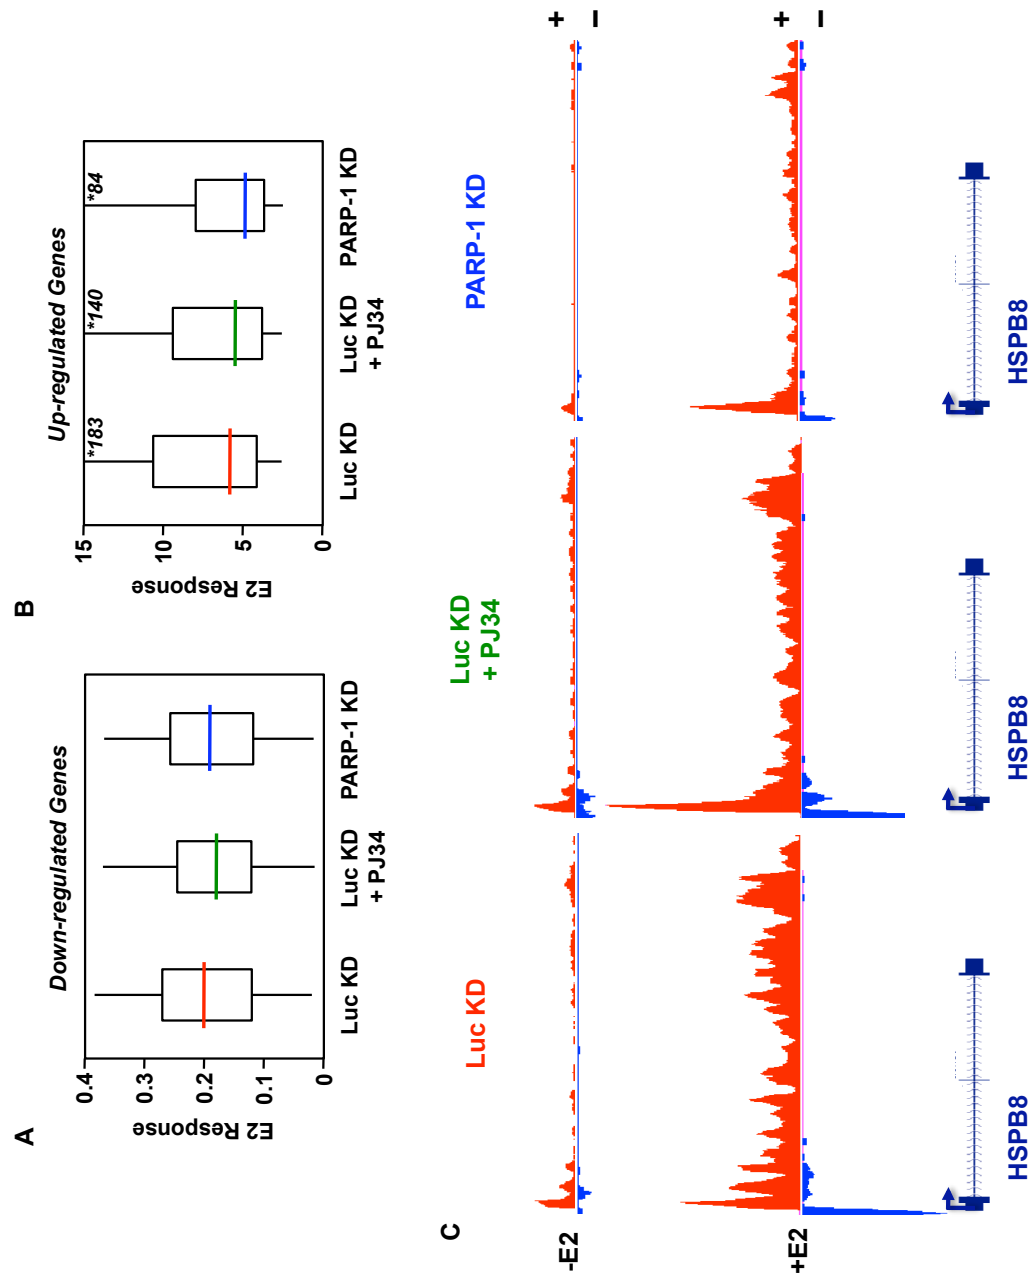 A
Down-regulated Genes
E2 Response
0.4
0.3
0.2
0.1
0
Luc KD
Luc KD
+ PJ34
PARP-1 KD
B
Up-regulated Genes
E2 Response
15
10
5
0
*183
*140
*84
Luc KD
Luc KD
+ PJ34
PARP-1 KD
C
Luc KD
Luc KD
+ PJ34
PARP-1 KD
-E2
+
–
+E2
+
–
HSPB8
HSPB8
HSPB8